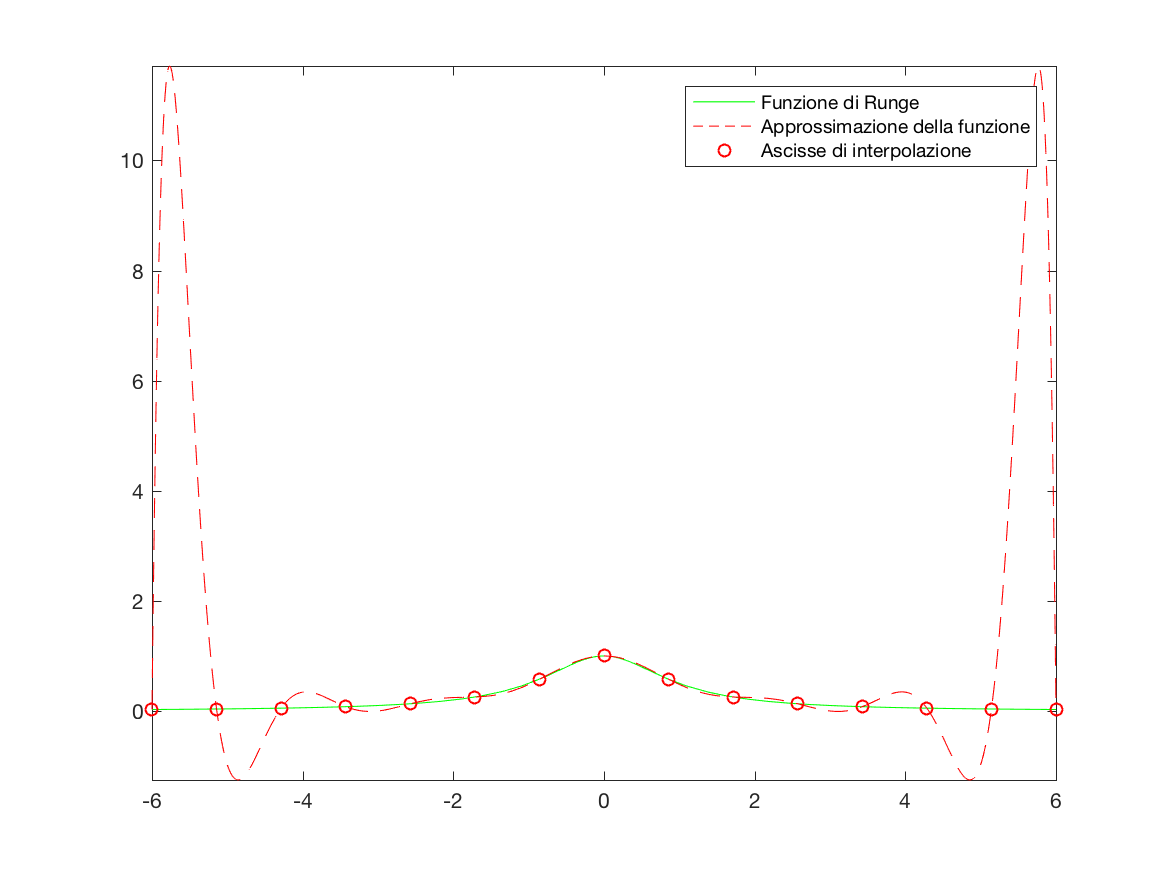 Funzione di Runge
Approssimazione della funzione
Ascisse di interpolazione
10
8
6
4
2
0
-6 -4 -2 0 2 4 6